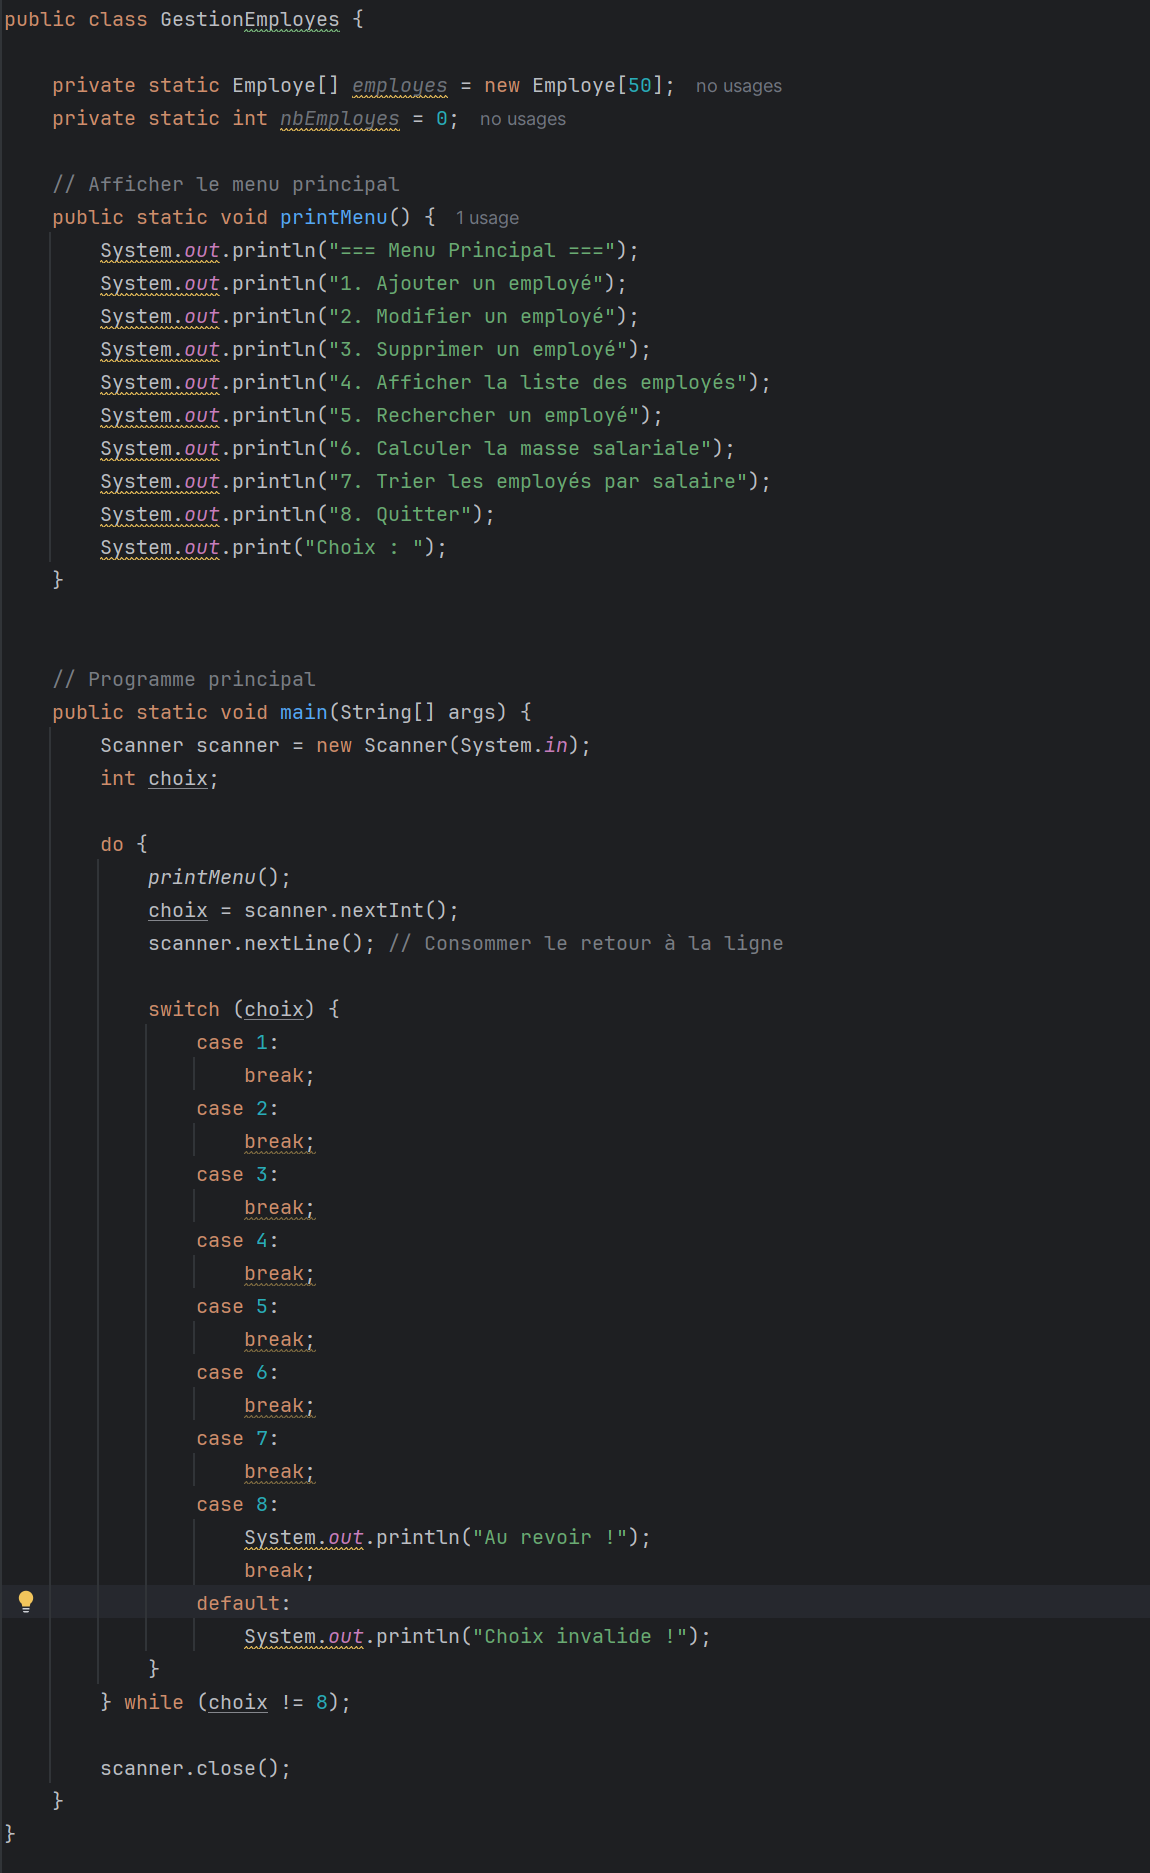 public class GestionEmployes {
private static Employe[] employes = new Employe[50]; no usages
private static int nbEmployes = 0; no usages
// Afficher le menu principal
public static void printMenu() { 1 usage
System.out.println("=== Menu Principal ===");
System.out.println("1. Ajouter un employé");
System.out.println("2. Modifier un employé");
System.out.println("3. Supprimer un employé");
System.out.println("4. Afficher la liste des employés");
System.out.println("5. Rechercher un employé");
System.out.println("6. Calculer la masse salariale");
System.out.println("7. Trier les employés par salaire");
System.out.println("8. Quitter");
System.out.print("Choix : ");
}
// Programme principal
public static void main(String[] args) {
Scanner scanner = new Scanner(System.in);
int choix;
do {
printMenu();
choix = scanner.nextInt();
scanner.nextLine(); // Consommer le retour à la ligne
switch (choix) {
case 1:
break;
case 2:
break;
case 3:
break;
case 4:
break;
case 5:
break;
case 6:
break;
case 7:
break;
case 8:
System.out.println("Au revoir !");
break;
default:
System.out.println("Choix invalide !");
}
} while (choix != 8);
scanner.close();
}
}